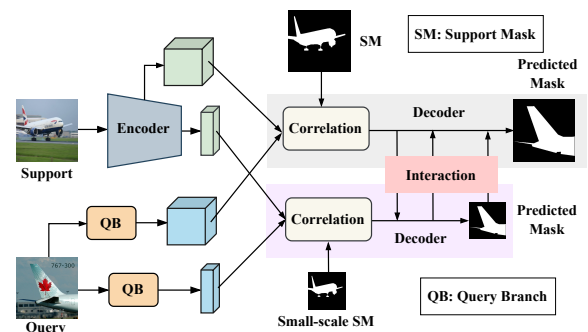 SM
SM: Support Mask
Predicted
Mask
Encoder
Correlation
Decoder
Support
Interaction
QB
Correlation
Decoder
Predicted
Mask
767-300
QB
Query
Small-scale SM
QB: Query Branch